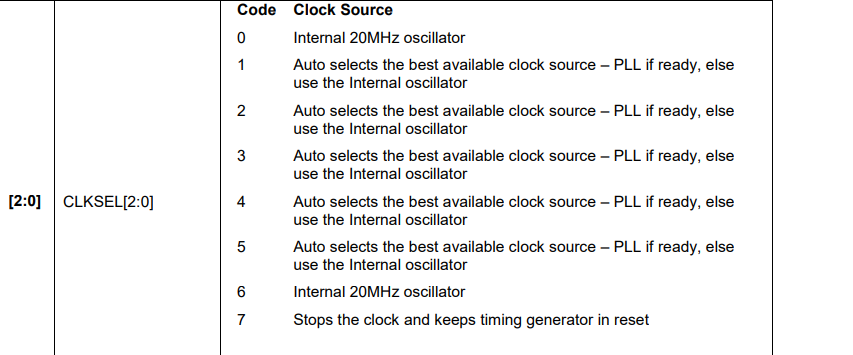 Code Clock Source
0 Internal 20MHz oscillator
1 Auto selects the best available clock source – PLL if ready, else
use the Internal oscillator
2 Auto selects the best available clock source – PLL if ready, else
use the Internal oscillator
3 Auto selects the best available clock source – PLL if ready, else
use the Internal oscillator
[2:0] CLKSEL[2:0] 4 Auto selects the best available clock source – PLL if ready, else
use the Internal oscillator
5 Auto selects the best available clock source – PLL if ready, else
use the Internal oscillator
6 Internal 20MHz oscillator
7 Stops the clock and keeps timing generator in reset